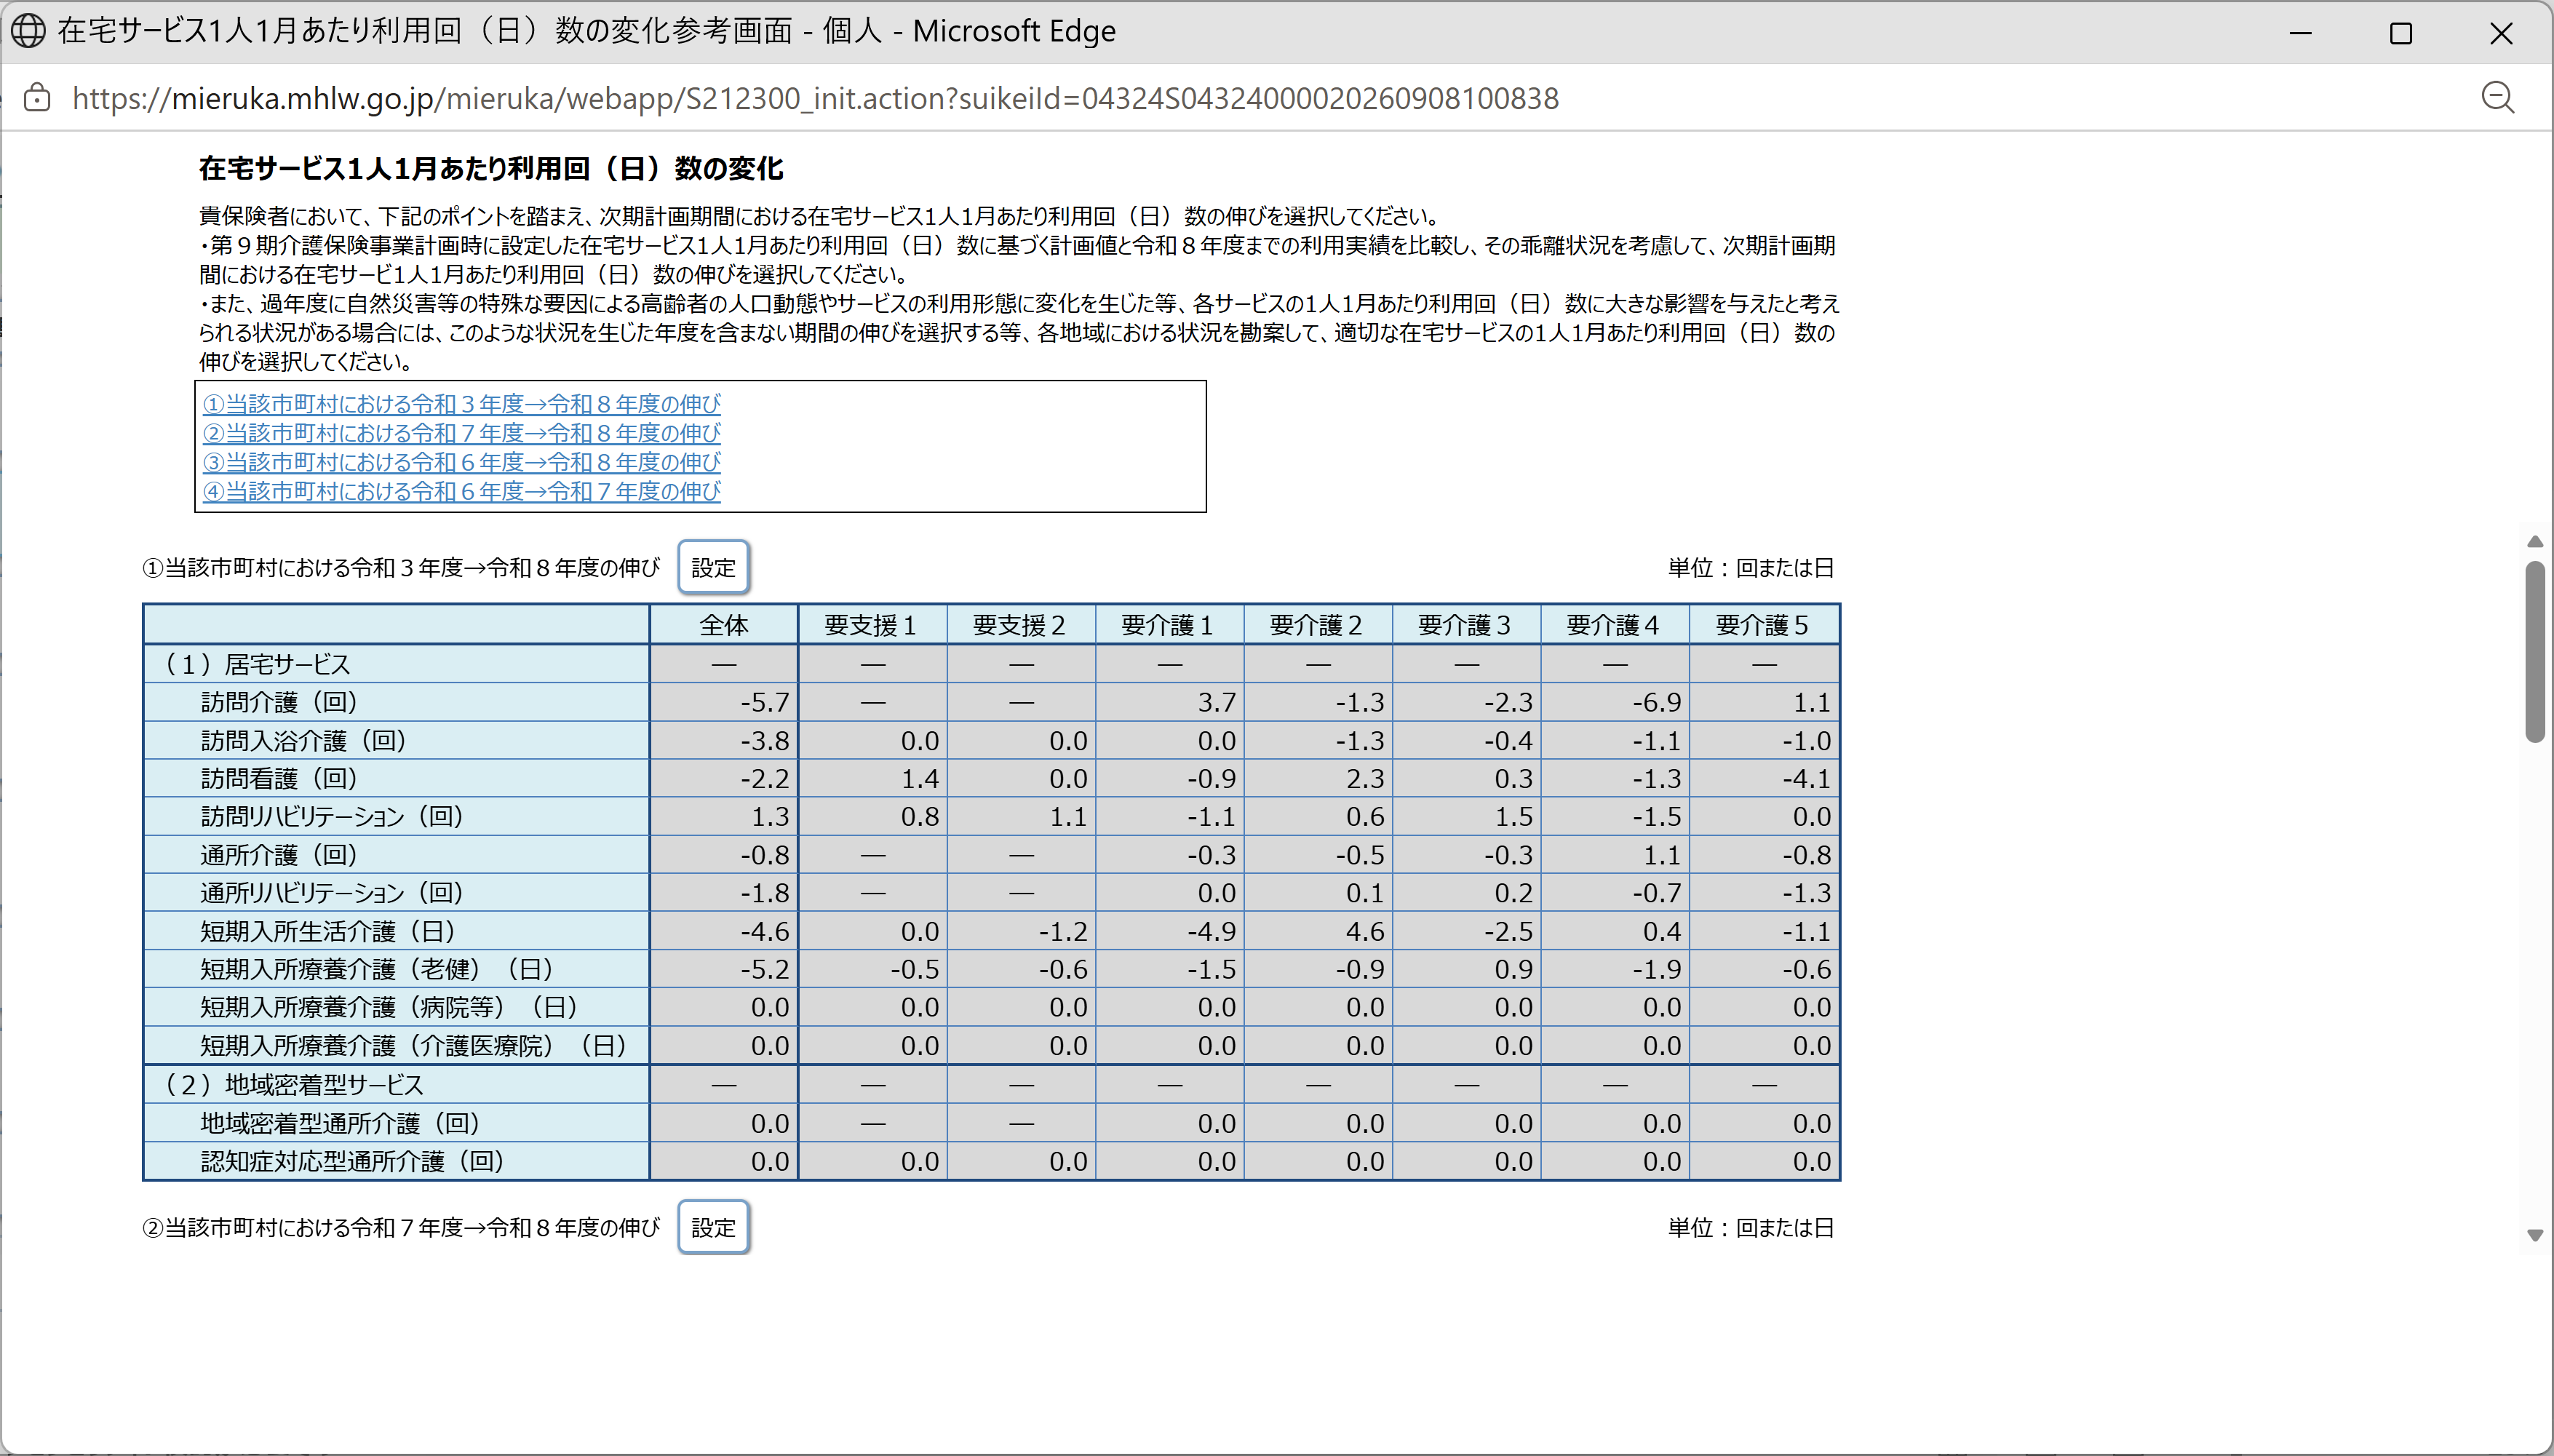 在宅サービス1人1月あたり利用回（日）数の変化参考画面 - 個人 - Microsoft Edge
https://mieruka.mhlw.go.jp/mieruka/webapp/S212300_init.action?suikeiId=04324S04324000020260908100838
在宅サービス1人1月あたり利用回（日）数の変化
貴保険者において、下記のポイントを踏まえ、次期計画期間における在宅サービス1人1月あたり利用回（日）数の伸びを選択してください。
・第９期介護保険事業計画時に設定した在宅サービス1人1月あたり利用回（日）数に基づく計画値と令和８年度までの利用実績を比較し、その乖離状況を考慮して、次期計画期
間における在宅サービ1人1月あたり利用回（日）数の伸びを選択してください。
・また、過年度に自然災害等の特殊な要因による高齢者の人口動態やサービスの利用形態に変化を生じた等、各サービスの1人1月あたり利用回（日）数に大きな影響を与えたと考え
られる状況がある場合には、このような状況を生じた年度を含まない期間の伸びを選択する等、各地域における状況を勘案して、適切な在宅サービスの1人1月あたり利用回（日）数の
伸びを選択してください。
①当該市町村における令和３年度→令和８年度の伸び
②当該市町村における令和７年度→令和８年度の伸び
③当該市町村における令和６年度→令和８年度の伸び
④当該市町村における令和６年度→令和７年度の伸び
①当該市町村における令和３年度→令和８年度の伸び 設定 単位：回または日
全体 要支援１ 要支援２ 要介護１ 要介護２ 要介護３ 要介護４ 要介護５
（１）居宅サービス ― ― ― ― ― ― ― ―
訪問介護（回） -5.7 ― ― 3.7 -1.3 -2.3 -6.9 1.1
訪問入浴介護（回） -3.8 0.0 0.0 0.0 -1.3 -0.4 -1.1 -1.0
訪問看護（回） -2.2 1.4 0.0 -0.9 2.3 0.3 -1.3 -4.1
訪問リハビリテーション（回） 1.3 0.8 1.1 -1.1 0.6 1.5 -1.5 0.0
通所介護（回） -0.8 ― ― -0.3 -0.5 -0.3 1.1 -0.8
通所リハビリテーション（回） -1.8 ― ― 0.0 0.1 0.2 -0.7 -1.3
短期入所生活介護（日） -4.6 0.0 -1.2 -4.9 4.6 -2.5 0.4 -1.1
短期入所療養介護（老健）（日） -5.2 -0.5 -0.6 -1.5 -0.9 0.9 -1.9 -0.6
短期入所療養介護（病院等）（日） 0.0 0.0 0.0 0.0 0.0 0.0 0.0 0.0
短期入所療養介護（介護医療院）（日） 0.0 0.0 0.0 0.0 0.0 0.0 0.0 0.0
（２）地域密着型サービス ― ― ― ― ― ― ― ―
地域密着型通所介護（回） 0.0 ― ― 0.0 0.0 0.0 0.0 0.0
認知症対応型通所介護（回） 0.0 0.0 0.0 0.0 0.0 0.0 0.0 0.0
②当該市町村における令和７年度→令和８年度の伸び 設定 単位：回または日